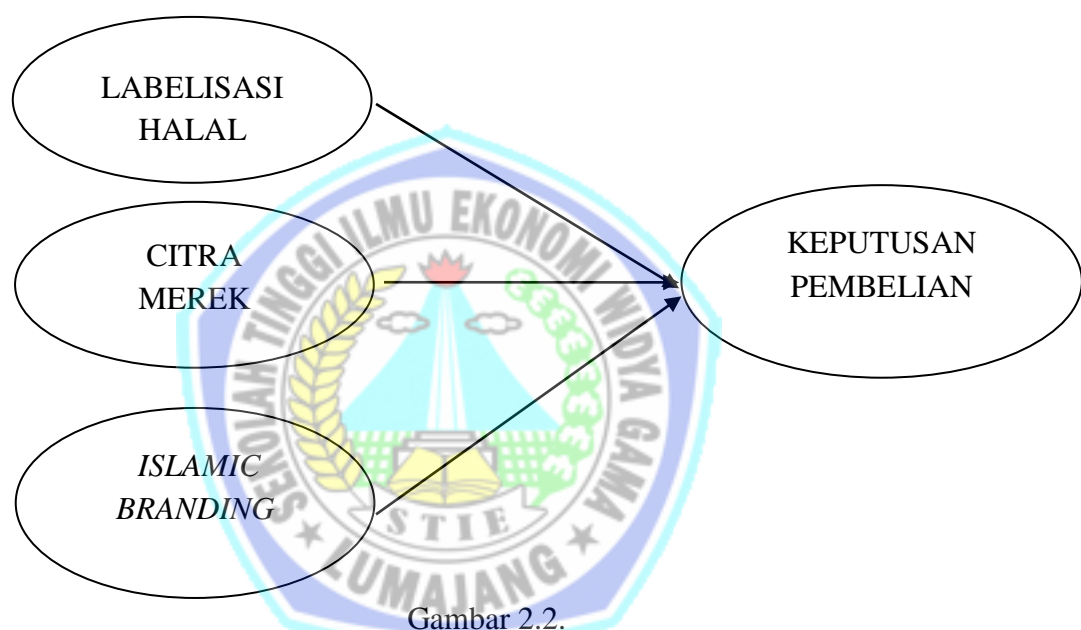 LABELISASI
HALAL
CITRA
MEREK
ISLAMIC
BRANDING
KEPUTUSAN
PEMBELIAN
SEKOLAH TINGGI ILMU EKONOMI WIDYA GAMA
STIE
LUMAJANG
Gambar 2.2.